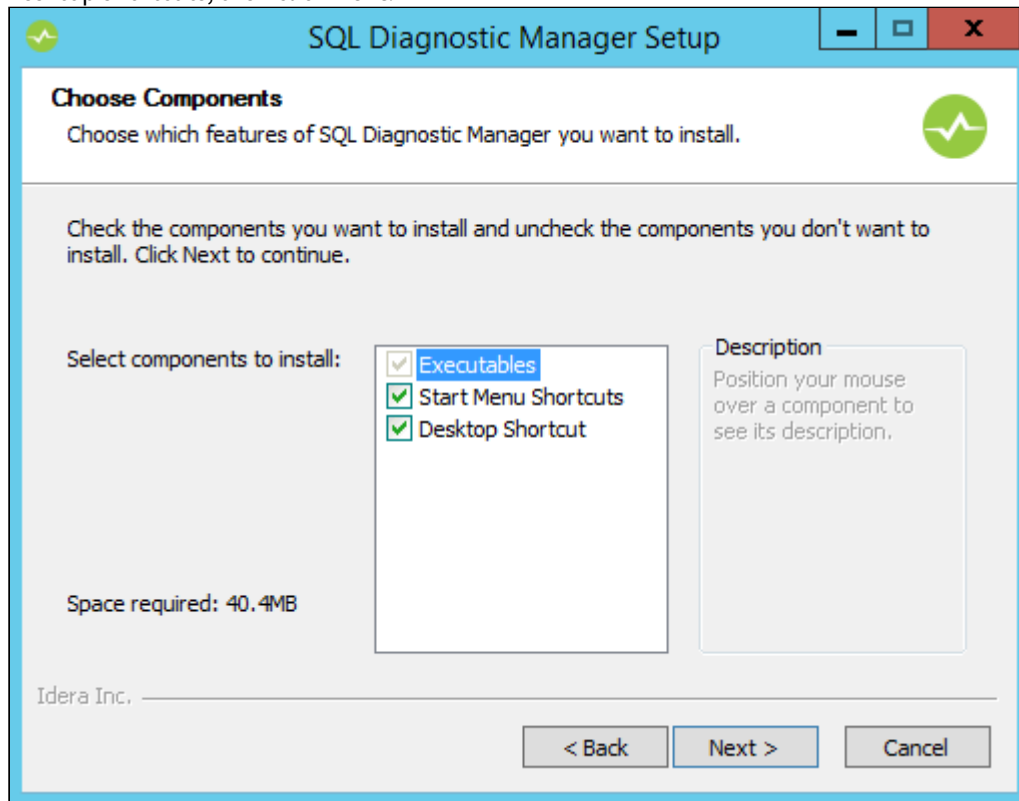 SQL Diagnostic Manager Setup
Choose Components
Choose which features of SQL Diagnostic Manager you want to install.
Check the components you want to install and uncheck the components you don't want to
install. Click Next to continue.
Select components to install:
Executables
Start Menu Shortcuts
Desktop Shortcut
Description
Position your mouse
over a component to
see its description.
Space required: 40.4MB
Idera Inc.
< Back
Next >
Cancel